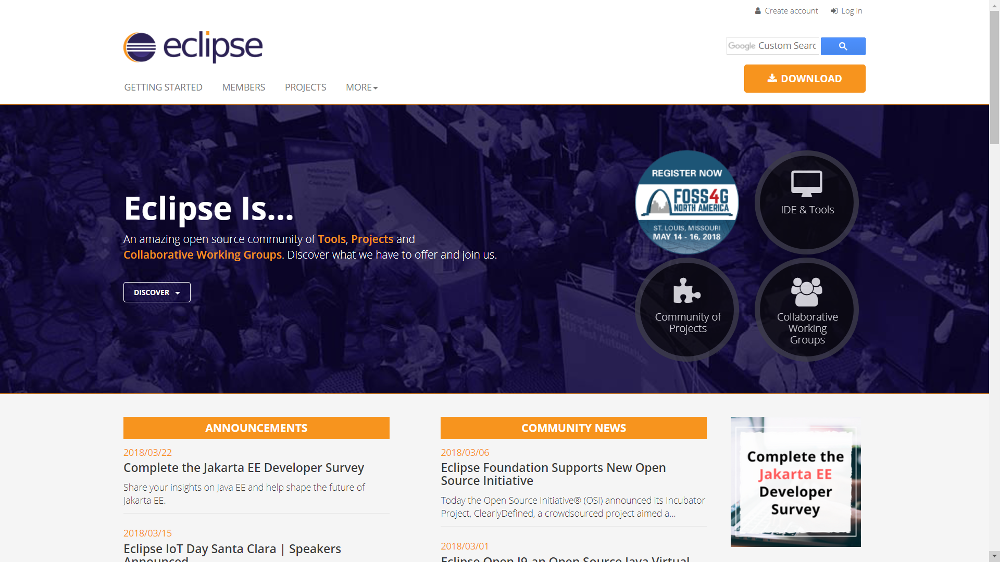 Create account
Log in
eclipse
Google Custom Searc
DOWNLOAD
GETTING STARTED
MEMBERS
PROJECTS
MORE
REGISTER NOW
FOSS4G
NORTH AMERICA
ST. LOUIS, MISSOURI
MAY 14 - 16, 2018
IDE & Tools
Eclipse Is...
An amazing open source community of Tools, Projects and
Collaborative Working Groups. Discover what we have to offer and join us.
DISCOVER
Community of
Projects
Collaborative
Working
Groups
Cross-Platform
GUI Test Automation
ANNOUNCEMENTS
2018/03/22
Complete the Jakarta EE Developer Survey
Share your insights on Java EE and help shape the future of
Jakarta EE.
2018/03/15
Eclipse IoT Day Santa Clara | Speakers
Announced
COMMUNITY NEWS
2018/03/06
Eclipse Foundation Supports New Open
Source Initiative
Today the Open Source Initiative® (OSI) announced its Incubator
Project, ClearlyDefined, a crowdsourced project aimed a...
2018/03/01
Eclipse Open J9 an Open Source Java Virtual
Complete the
Jakarta EE
Developer
Survey